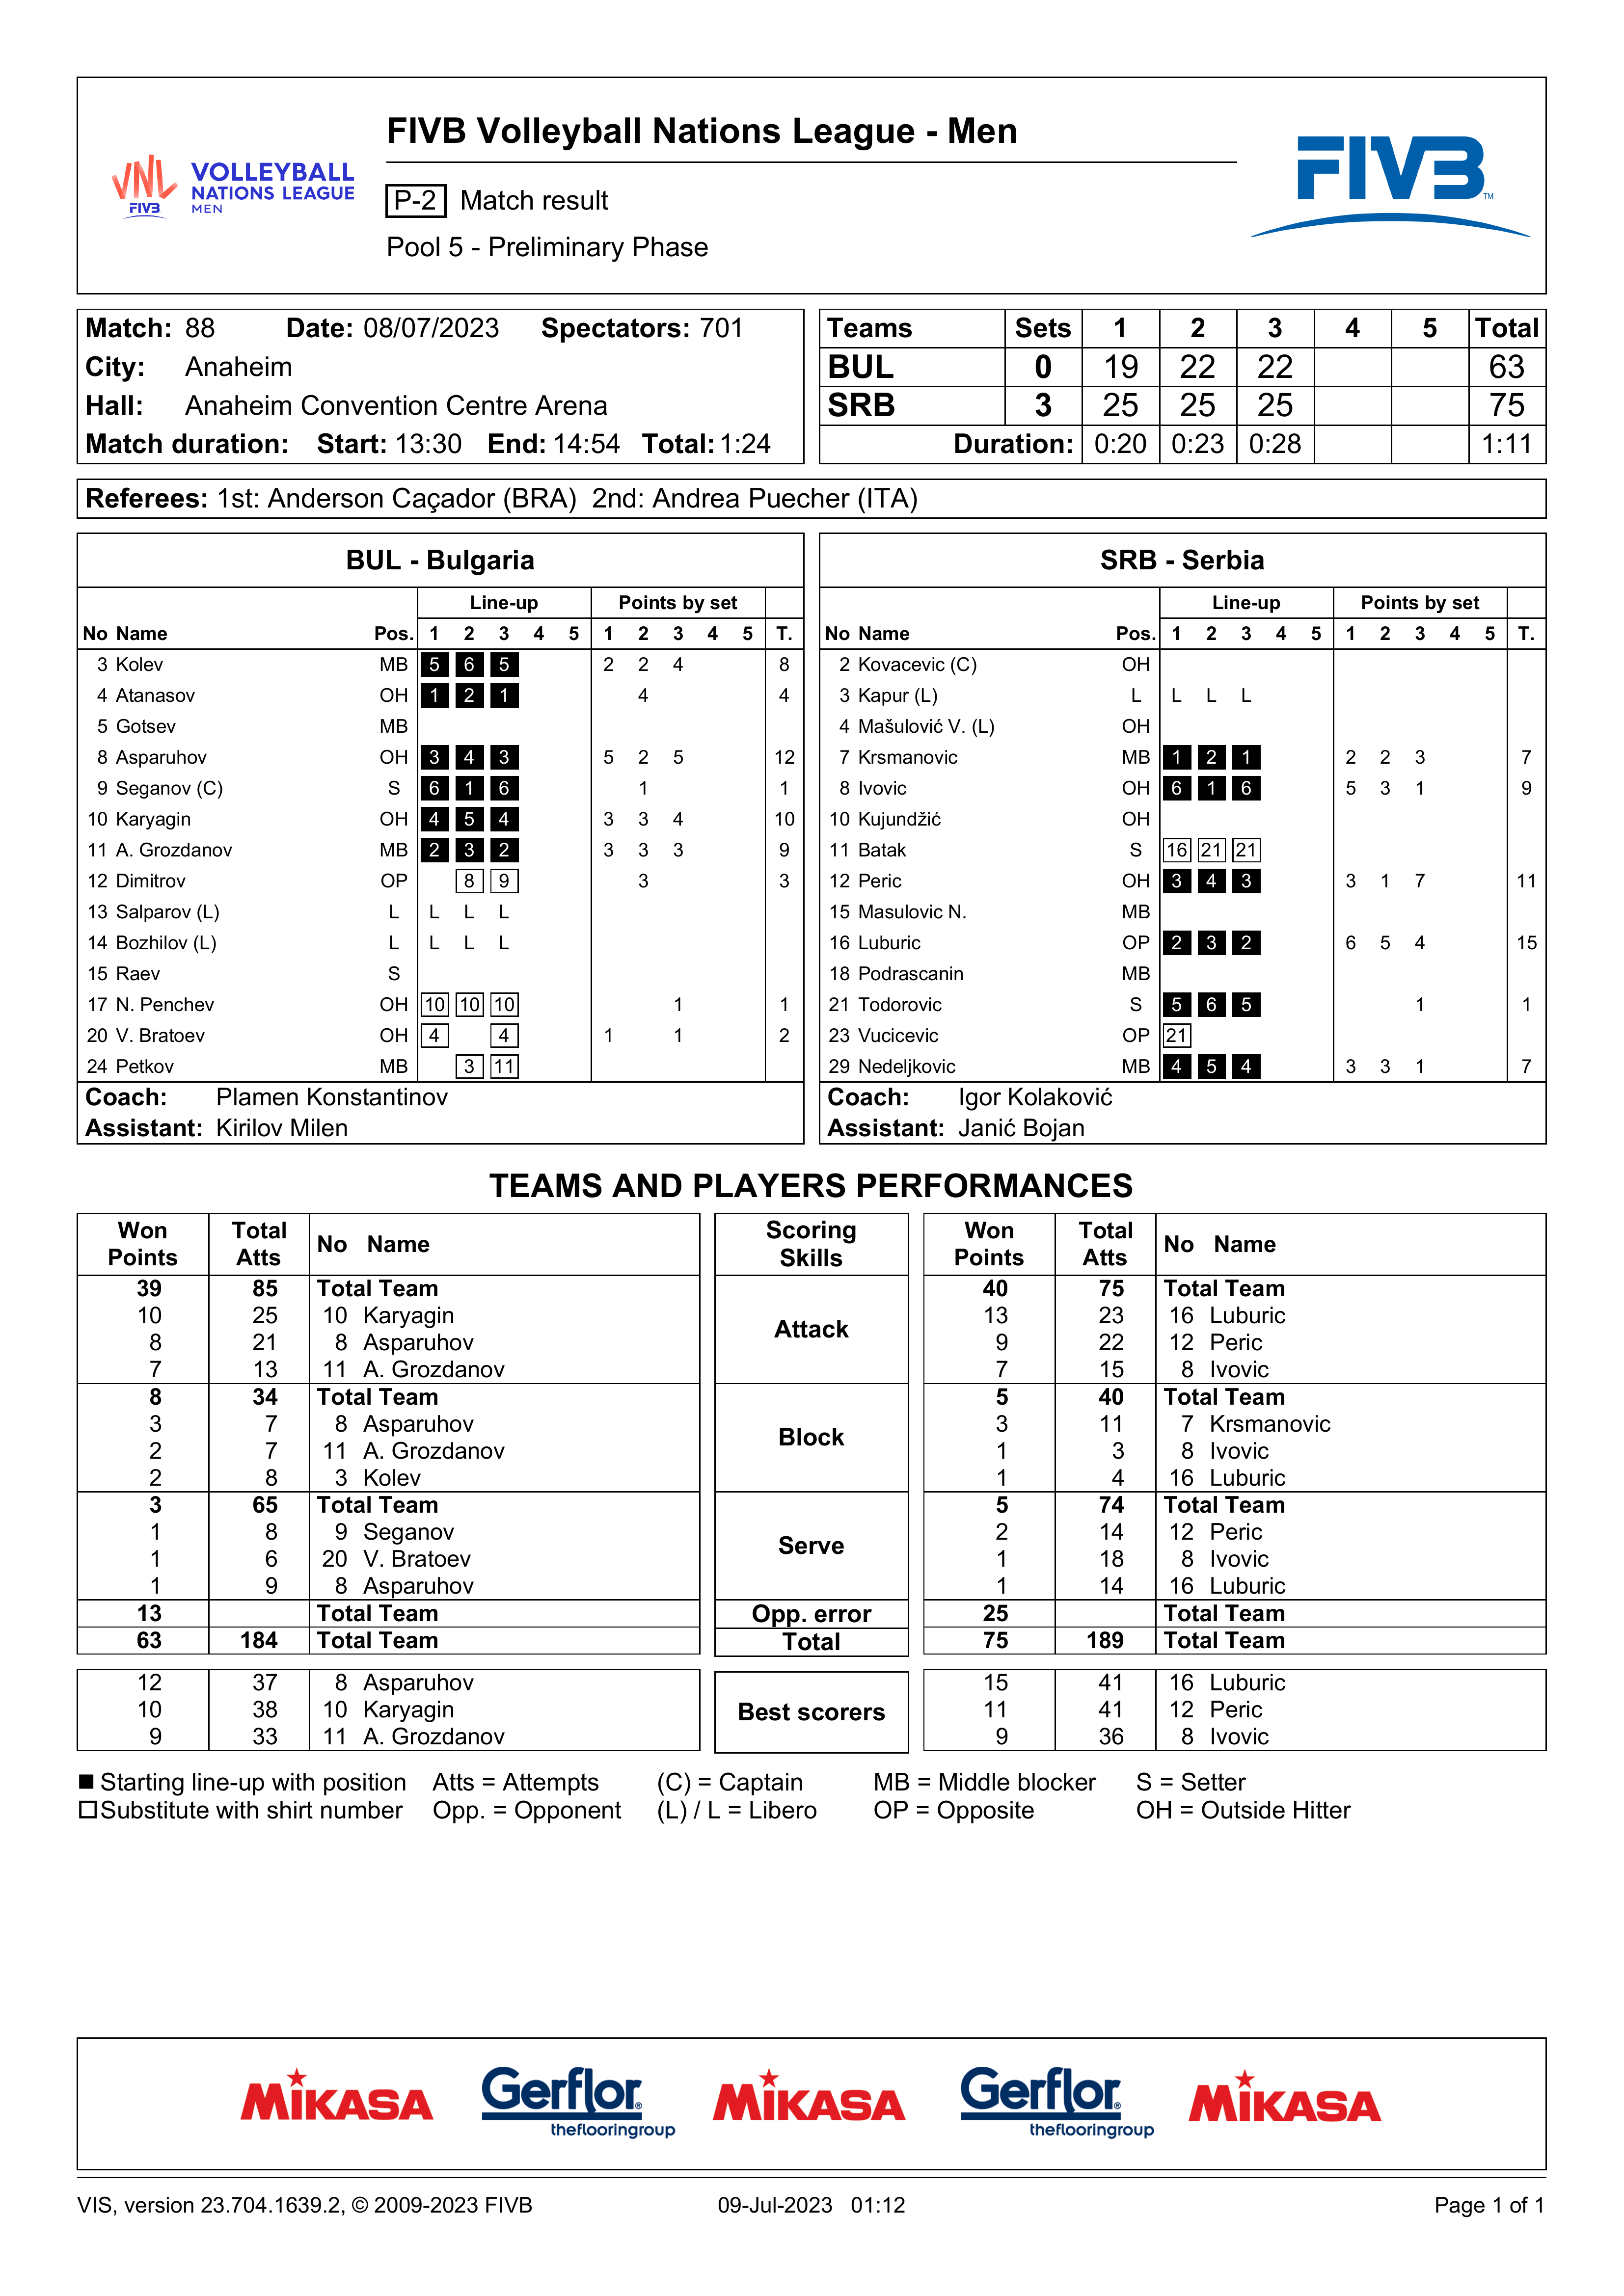 FIVB Volleyball Nations League - Men
VNL FIVB VOLLEYBALL NATIONS LEAGUE MEN
P-2 Match result
Pool 5 - Preliminary Phase
FIVB TM
Match: 88 Date: 08/07/2023 Spectators: 701
City: Anaheim
Hall: Anaheim Convention Centre Arena
Match duration: Start: 13:30 End: 14:54 Total: 1:24
Teams Sets 1 2 3 4 5 Total
BUL 0 19 22 22 63
SRB 3 25 25 25 75
Duration: 0:20 0:23 0:28 1:11
Referees: 1st: Anderson Caçador (BRA) 2nd: Andrea Puecher (ITA)
BUL - Bulgaria
Line-up Points by set
No Name Pos. 1 2 3 4 5 1 2 3 4 5 T.
3 Kolev MB 5 6 5 2 2 4 8
4 Atanasov OH 1 2 1 4 4
5 Gotsev MB
8 Asparuhov OH 3 4 3 5 2 5 12
9 Seganov (C) S 6 1 6 1 1
10 Karyagin OH 4 5 4 3 3 4 10
11 A. Grozdanov MB 2 3 2 3 3 3 9
12 Dimitrov OP 8 9 3 3
13 Salparov (L) L L L L
14 Bozhilov (L) L L L L
15 Raev S
17 N. Penchev OH 10 10 10 1 1
20 V. Bratoev OH 4 4 1 1 2
24 Petkov MB 3 11
Coach: Plamen Konstantinov
Assistant: Kirilov Milen
SRB - Serbia
Line-up Points by set
No Name Pos. 1 2 3 4 5 1 2 3 4 5 T.
2 Kovacevic (C) OH
3 Kapur (L) L L L L
4 Mašulović V. (L) OH
7 Krsmanovic MB 1 2 1 2 2 3 7
8 Ivovic OH 6 1 6 5 3 1 9
10 Kujundžić OH
11 Batak S 16 21 21
12 Peric OH 3 4 3 3 1 7 11
15 Masulovic N. MB
16 Luburic OP 2 3 2 6 5 4 15
18 Podrascanin MB
21 Todorovic S 5 6 5 1 1
23 Vucicevic OP 21
29 Nedeljkovic MB 4 5 4 3 3 1 7
Coach: Igor Kolaković
Assistant: Janić Bojan
TEAMS AND PLAYERS PERFORMANCES
Won Points Total Atts No Name Scoring Skills Won Points Total Atts No Name
39 85 Total Team Attack 40 75 Total Team
10 25 10 Karyagin 13 23 16 Luburic
8 21 8 Asparuhov 9 22 12 Peric
7 13 11 A. Grozdanov 7 15 8 Ivovic
8 34 Total Team Block 5 40 Total Team
3 7 8 Asparuhov 3 11 7 Krsmanovic
2 7 11 A. Grozdanov 1 3 8 Ivovic
2 8 3 Kolev 1 4 16 Luburic
3 65 Total Team Serve 5 74 Total Team
1 8 9 Seganov 2 14 12 Peric
1 6 20 V. Bratoev 1 18 8 Ivovic
1 9 8 Asparuhov 1 14 16 Luburic
13 Total Team Opp. error 25 Total Team
63 184 Total Team Total 75 189 Total Team
12 37 8 Asparuhov Best scorers 15 41 16 Luburic
10 38 10 Karyagin 11 41 12 Peric
9 33 11 A. Grozdanov 9 36 8 Ivovic
Starting line-up with position Atts = Attempts (C) = Captain MB = Middle blocker S = Setter
Substitute with shirt number Opp. = Opponent (L) / L = Libero OP = Opposite OH = Outside Hitter
MIKASA Gerflor® theflooringgroup MIKASA Gerflor® theflooringgroup MIKASA
VIS, version 23.704.1639.2, © 2009-2023 FIVB 09-Jul-2023 01:12 Page 1 of 1